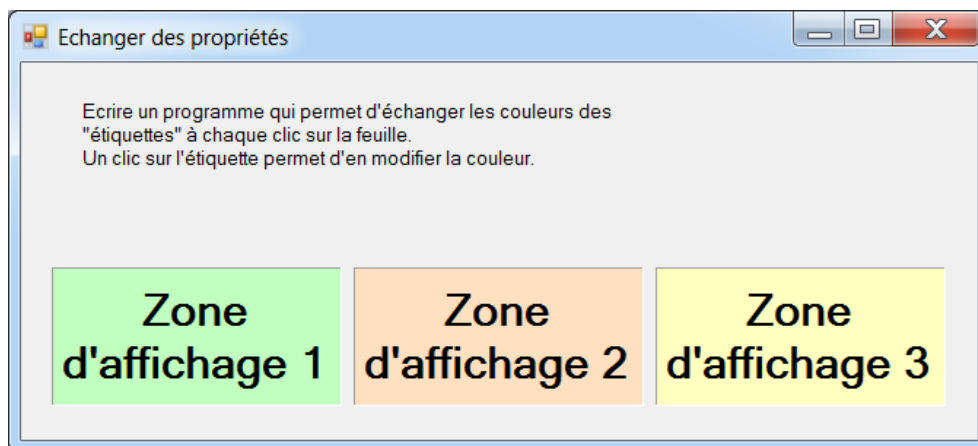 Echanger des propriétés
Ecrire un programme qui permet d'échanger les couleurs des
"étiquettes" à chaque clic sur la feuille.
Un clic sur l'étiquette permet d'en modifier la couleur.
Zone
d'affichage 1
Zone
d'affichage 2
Zone
d'affichage 3